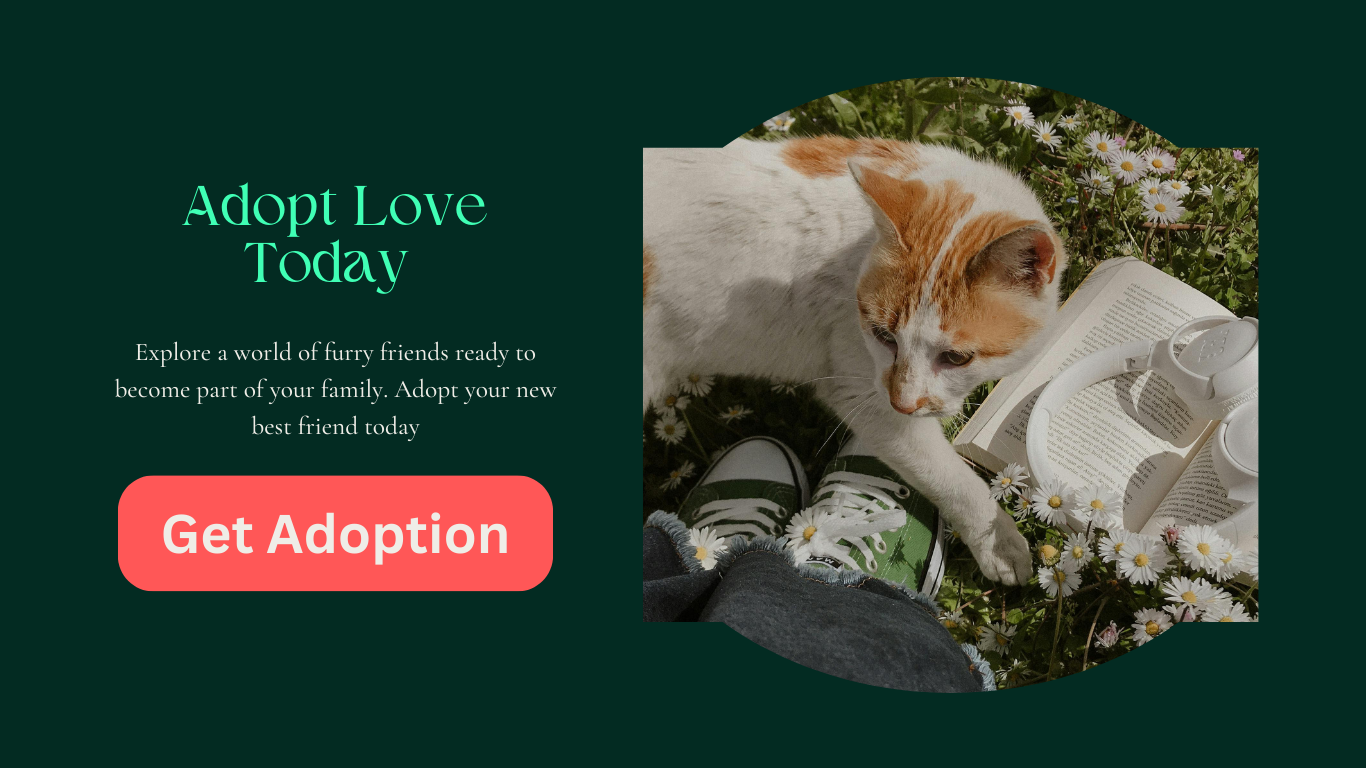 Adopt Love
Today
Explore a world of furry friends ready to
become part of your family. Adopt your new
best friend today
Get Adoption